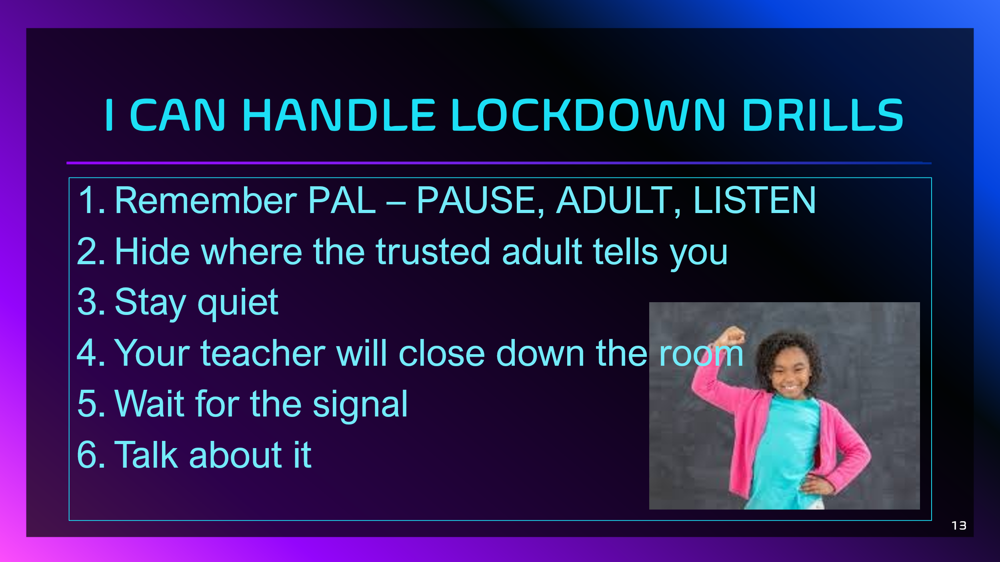 I CAN HANDLE LOCKDOWN DRILLS
1. Remember PAL – PAUSE, ADULT, LISTEN
2. Hide where the trusted adult tells you
3. Stay quiet
4. Your teacher will close down the room
5. Wait for the signal
6. Talk about it
13